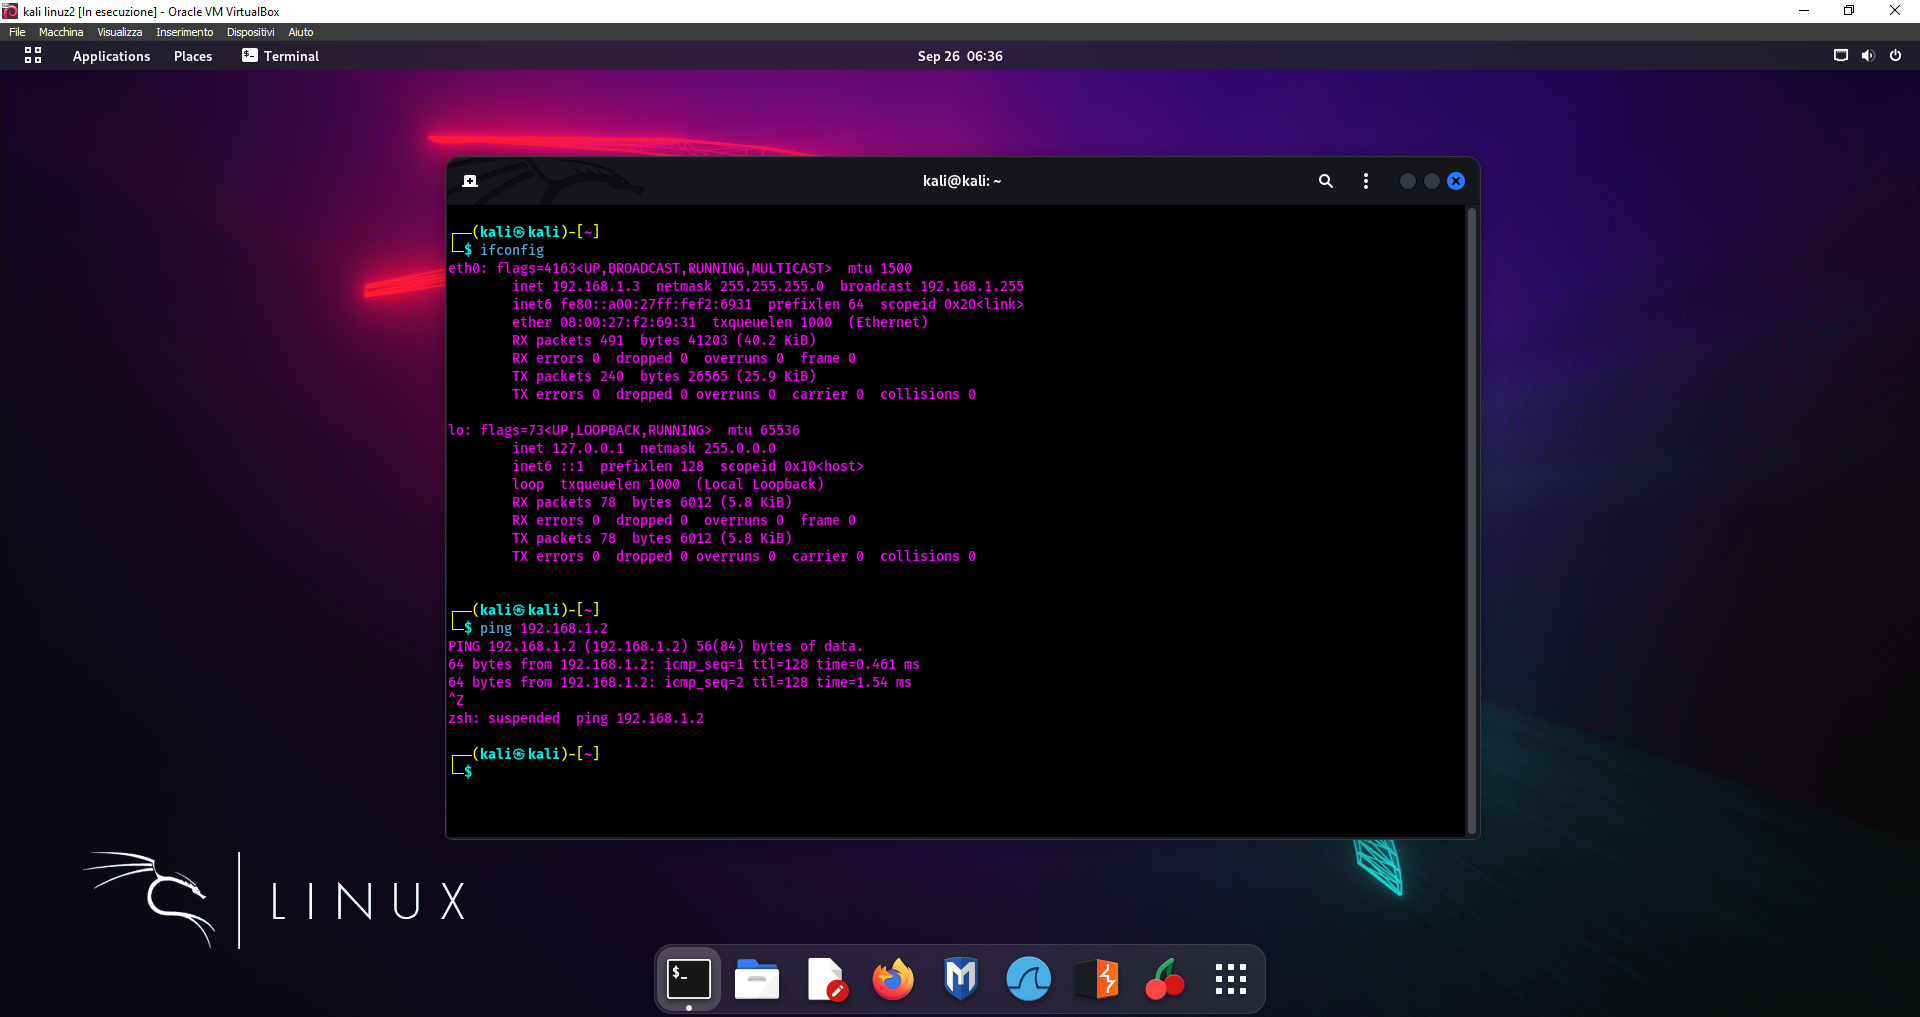 kali linuz2 [In esecuzione] - Oracle VM VirtualBox
File Macchina Visualizza Inserimento Dispositivi Aiuto
Applications Places Terminal Sep 26 06:36
kali@kali: ~
┌──(kali㉿kali)-[~]
└─$ ifconfig
eth0: flags=4163<UP,BROADCAST,RUNNING,MULTICAST>  mtu 1500
        inet 192.168.1.3  netmask 255.255.255.0  broadcast 192.168.1.255
        inet6 fe80::a00:27ff:fef2:6931  prefixlen 64  scopeid 0x20<link>
        ether 08:00:27:f2:69:31  txqueuelen 1000  (Ethernet)
        RX packets 491  bytes 41203 (40.2 KiB)
        RX errors 0  dropped 0  overruns 0  frame 0
        TX packets 240  bytes 26565 (25.9 KiB)
        TX errors 0  dropped 0 overruns 0  carrier 0  collisions 0
lo: flags=73<UP,LOOPBACK,RUNNING>  mtu 65536
        inet 127.0.0.1  netmask 255.0.0.0
        inet6 ::1  prefixlen 128  scopeid 0x10<host>
        loop  txqueuelen 1000  (Local Loopback)
        RX packets 78  bytes 6012 (5.8 KiB)
        RX errors 0  dropped 0  overruns 0  frame 0
        TX packets 78  bytes 6012 (5.8 KiB)
        TX errors 0  dropped 0 overruns 0  carrier 0  collisions 0
┌──(kali㉿kali)-[~]
└─$ ping 192.168.1.2
PING 192.168.1.2 (192.168.1.2) 56(84) bytes of data.
64 bytes from 192.168.1.2: icmp_seq=1 ttl=128 time=0.461 ms
64 bytes from 192.168.1.2: icmp_seq=2 ttl=128 time=1.54 ms
^Z
zsh: suspended  ping 192.168.1.2
┌──(kali㉿kali)-[~]
└─$
LINUX
$_